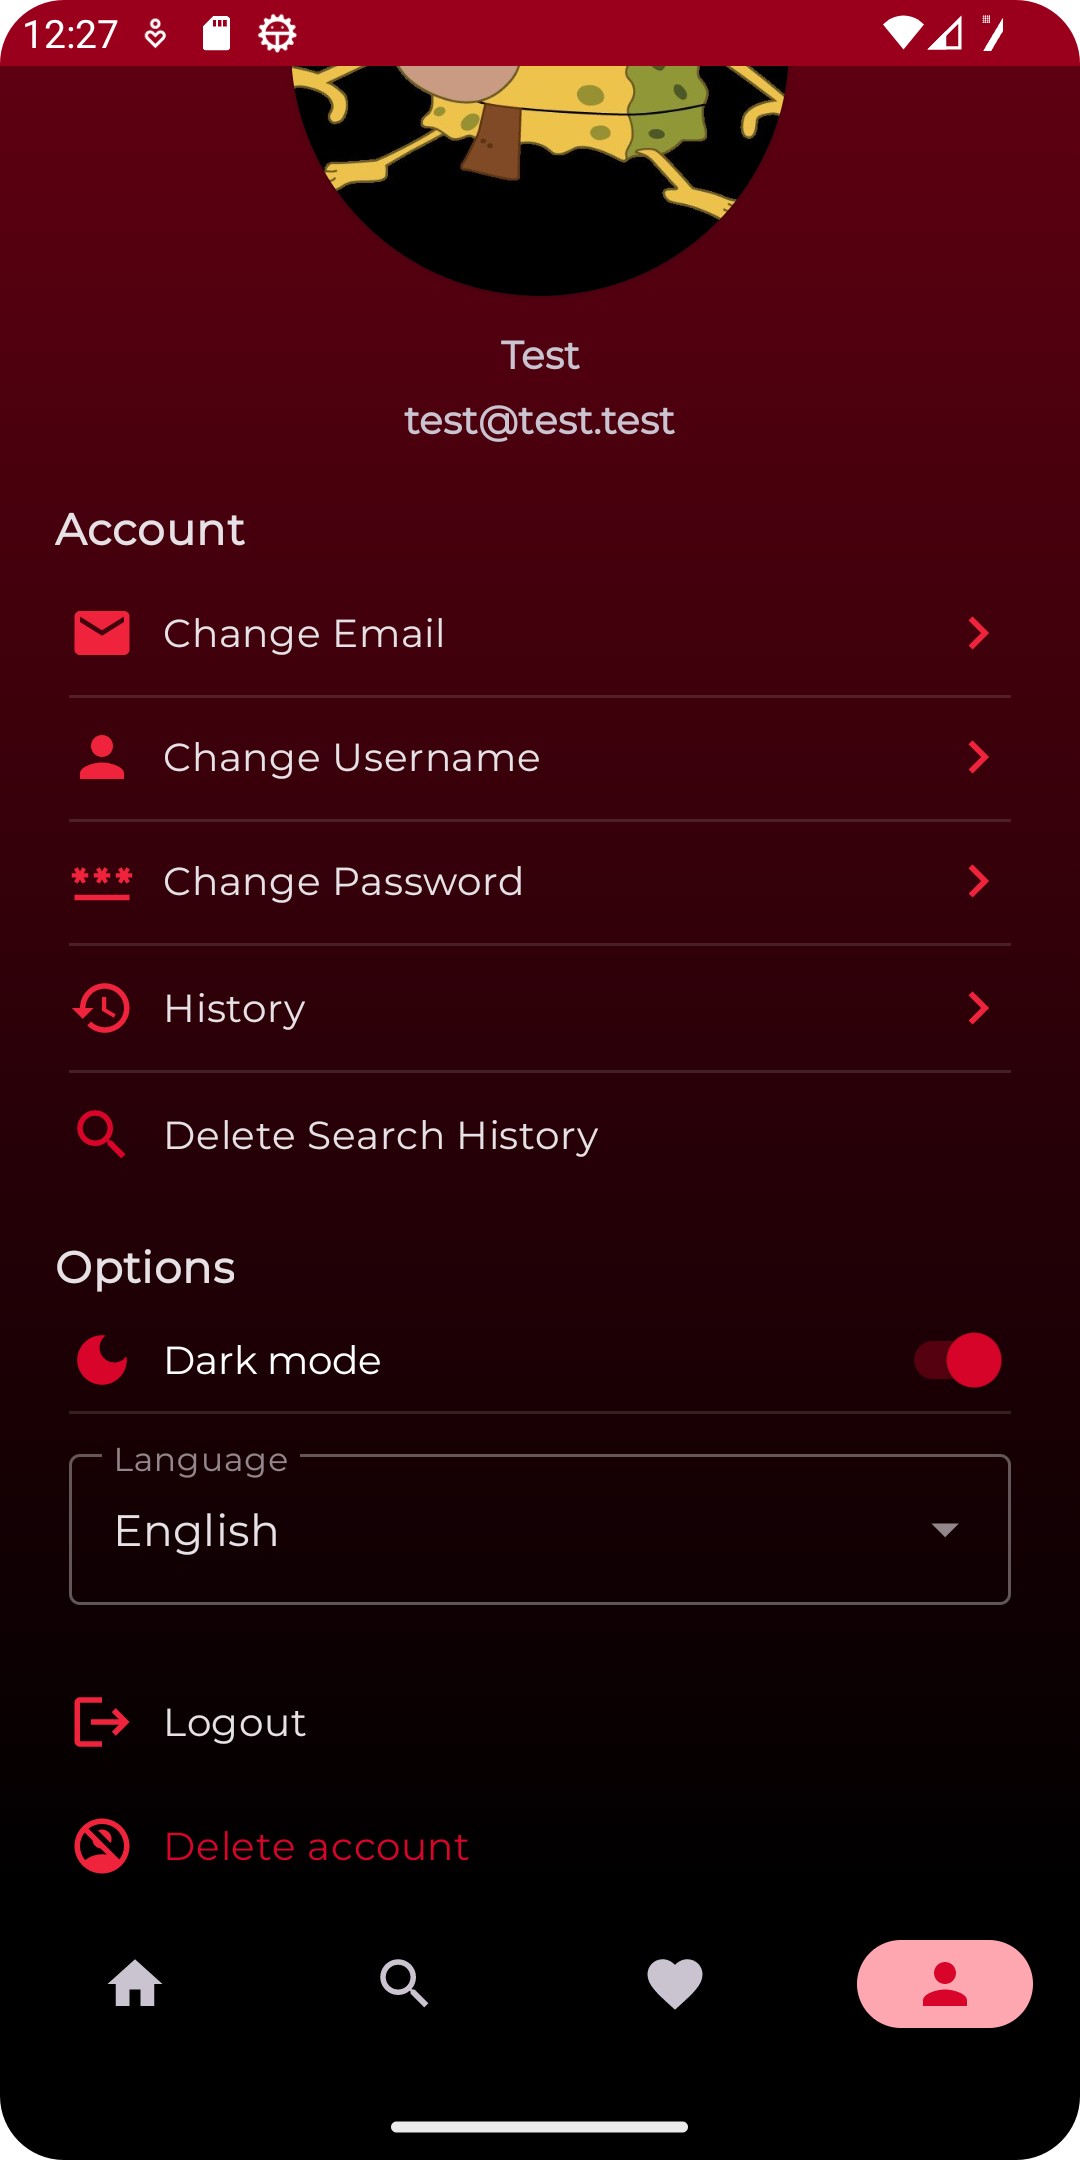 12:27
Test
test@test.test
Account
Change Email
Change Username
Change Password
History
Delete Search History
Options
Dark mode
Language
English
Logout
Delete account